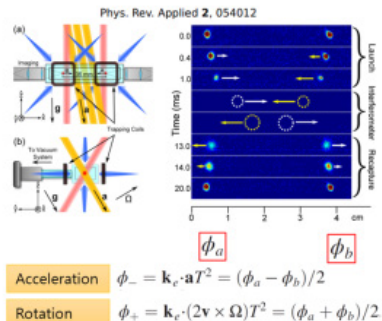 Phys. Rev. Applied 2, 054012
(a)
Imaging
36 mm
g
a
Trapping Coils
(b)
To Vacuum System
g
a
Ω
Time (ms)
0.0
0.4
1.0
13.0
14.0
20.0
Launch
Interferometer
Recapture
0 1 2 3 4 cm
ϕa ϕb
Acceleration ϕ− = ke·aT² = (ϕa − ϕb)/2
Rotation ϕ+ = ke·(2v × Ω)T² = (ϕa + ϕb)/2